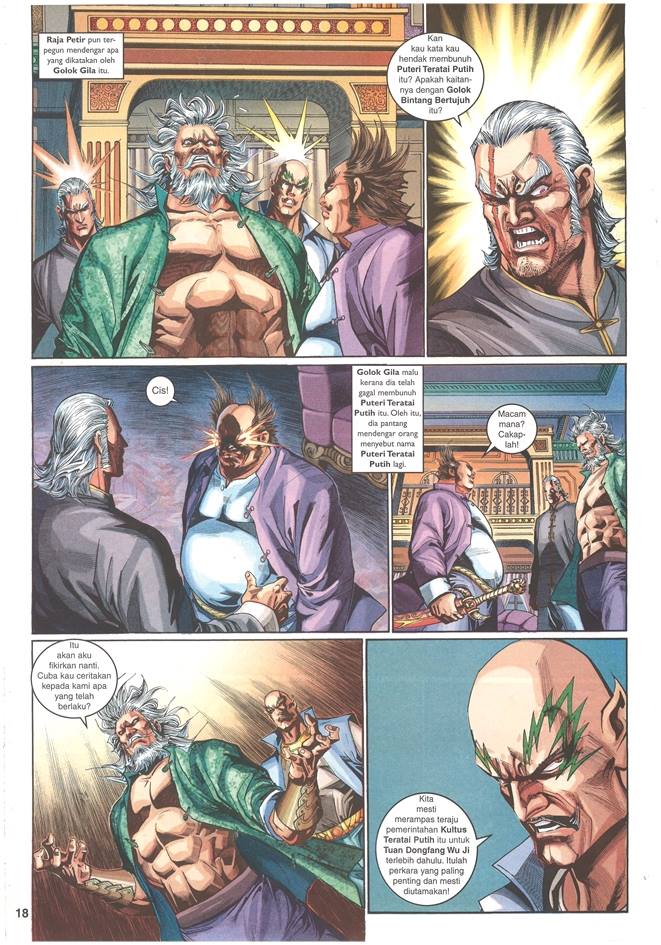 Raja Petir pun ter-
pegun mendengar apa
yang dikatakan oleh
Golok Gila itu.
Kan
kau kata kau
hendak membunuh
Puteri Teratai Putih
itu? Apakah kaitan-
nya dengan Golok
Bintang Bertujuh
itu?
Cis!
Golok Gila malu
kerana dia telah
gagal membunuh
Puteri Teratai
Putih itu. Oleh itu,
dia pantang
mendengar orang
menyebut nama
Puteri Teratai
Putih lagi.
Macam
mana?
Cakap-
lah!
Itu
akan aku
fikirkan nanti.
Cuba kau ceritakan
kepada kami apa
yang telah
berlaku?
Kita
mesti
merampas teraju
pemerintahan Kultus
Teratai Putih itu untuk
Tuan Dongfang Wu Ji
terlebih dahulu. Itulah
perkara yang paling
penting dan mesti
diutamakan!
18